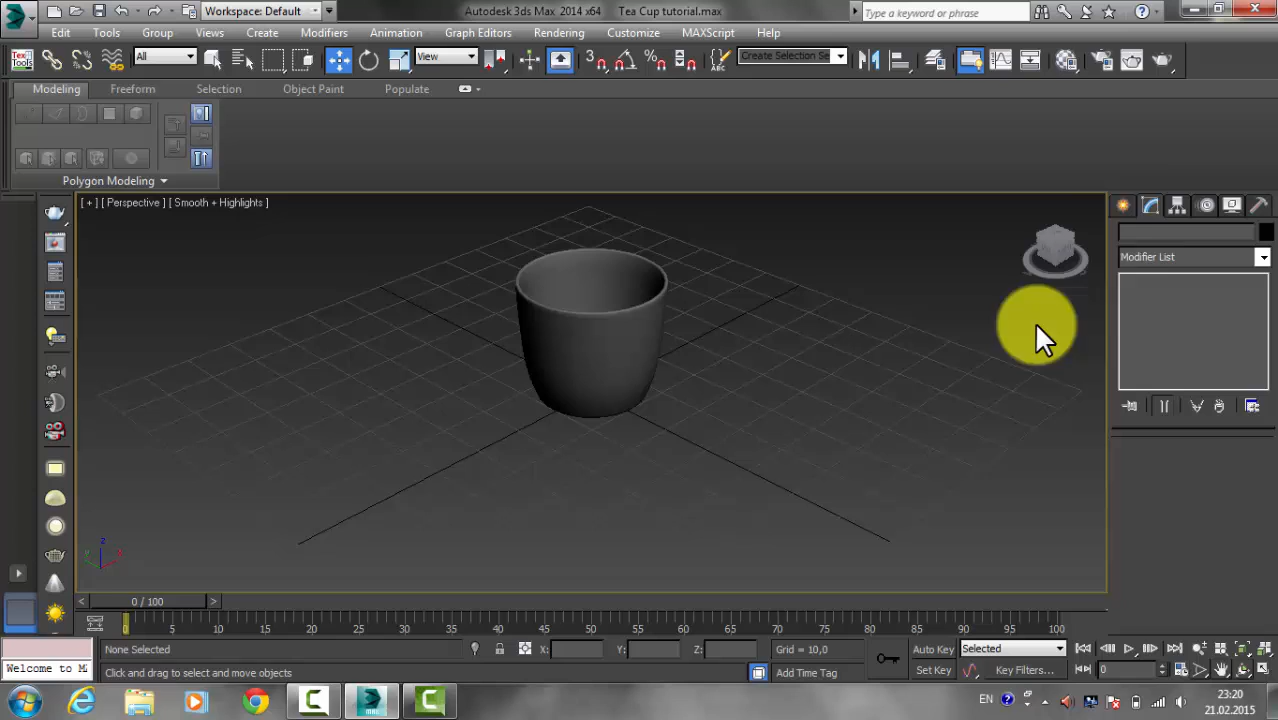 Workspace: Default
Autodesk 3ds Max 2014 x64
Tea Cup tutorial.max
Type a keyword or phrase
Edit Tools Group Views Create Modifiers Animation Graph Editors Rendering Customize MAXScript Help
All
View
3
Create Selection Se
Modeling Freeform Selection Object Paint Populate
Polygon Modeling
[ + ] [ Perspective ] [ Smooth + Highlights ]
Modifier List
z
y
x
< 0 / 100 >
0 5 10 15 20 25 30 35 40 45 50 55 60 65 70 75 80 85 90 95 100
None Selected
X: Y: Z:
Grid = 10,0
Auto Key
Selected
Welcome to M
Click and drag to select and move objects
Add Time Tag
Set Key
Key Filters...
0
EN
23:20
21.02.2015